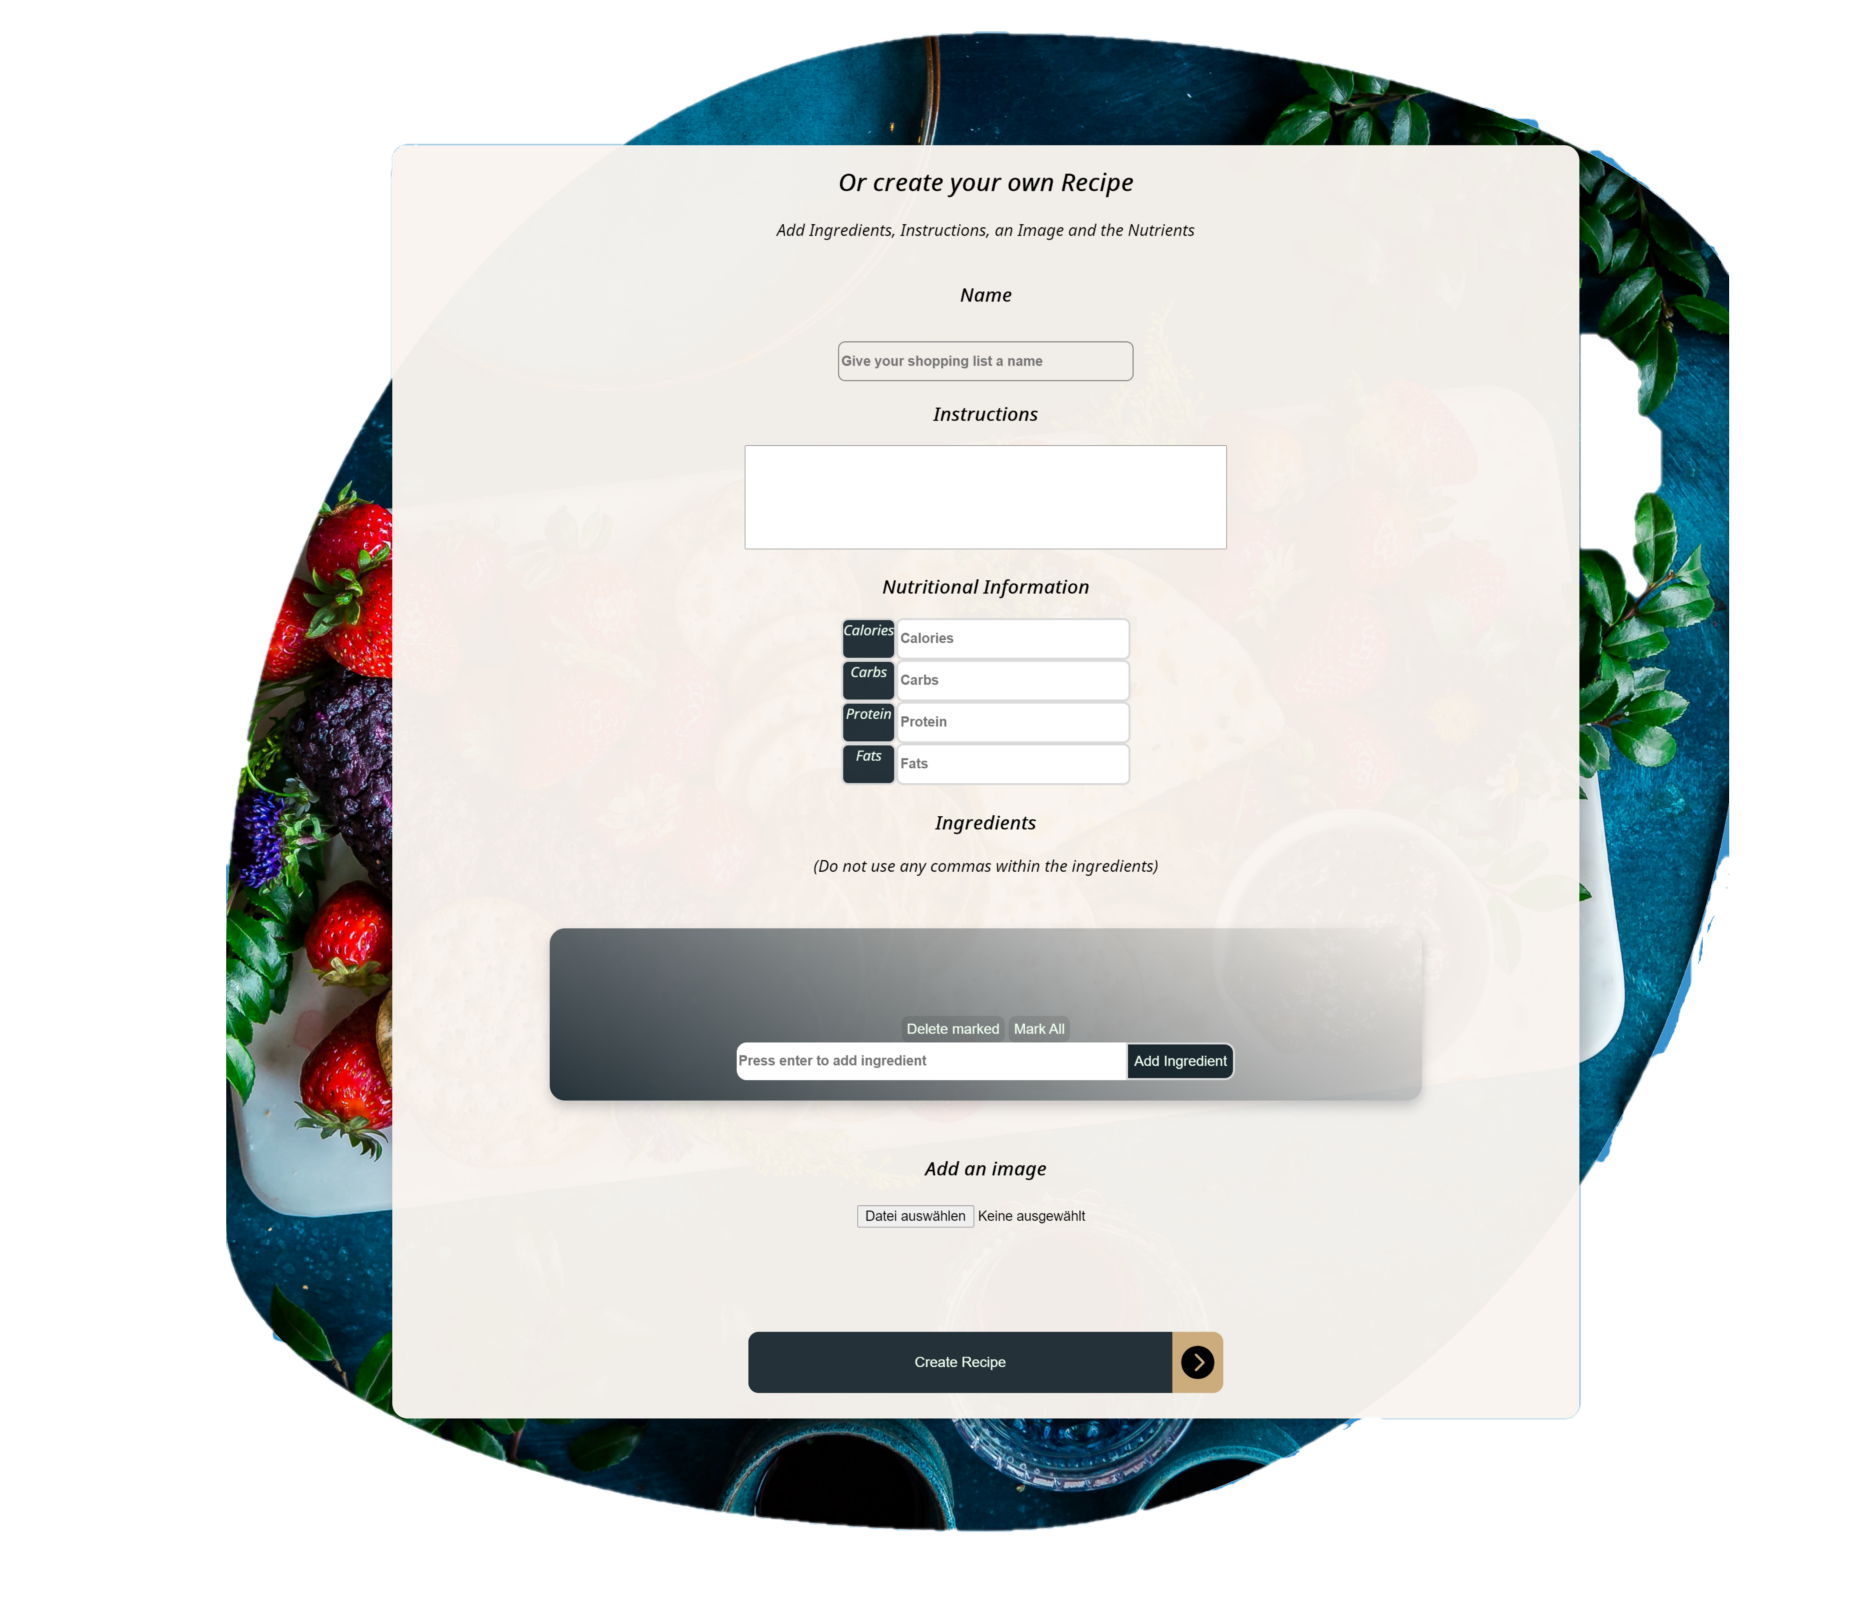 Or create your own Recipe
Add Ingredients, Instructions, an Image and the Nutrients
Name
Give your shopping list a name
Instructions
Nutritional Information
Calories Calories
Carbs Carbs
Protein Protein
Fats Fats
Ingredients
(Do not use any commas within the ingredients)
Delete marked Mark All
Press enter to add ingredient Add Ingredient
Add an image
Datei auswählen Keine ausgewählt
Create Recipe